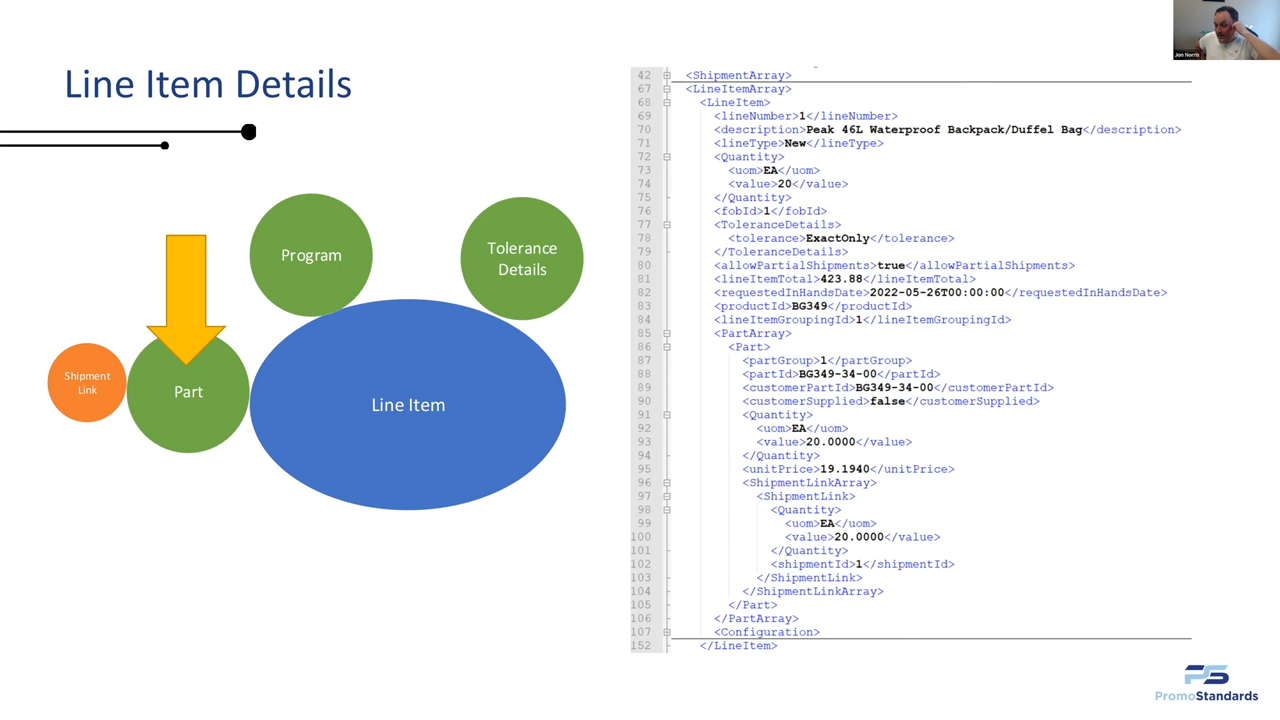 Line Item Details
Jon Norris
Program
Tolerance
Details
Shipment
Link
Part
Line Item
42 <ShipmentArray>
67 <LineItemArray>
68 <LineItem>
69 <lineNumber>1</lineNumber>
70 <description>Peak 46L Waterproof Backpack/Duffel Bag</description>
71 <lineType>New</lineType>
72 <Quantity>
73 <uom>EA</uom>
74 <value>20</value>
75 </Quantity>
76 <fobId>1</fobId>
77 <ToleranceDetails>
78 <tolerance>ExactOnly</tolerance>
79 </ToleranceDetails>
80 <allowPartialShipments>true</allowPartialShipments>
81 <lineItemTotal>423.88</lineItemTotal>
82 <requestedInHandsDate>2022-05-26T00:00:00</requestedInHandsDate>
83 <productId>BG349</productId>
84 <lineItemGroupingId>1</lineItemGroupingId>
85 <PartArray>
86 <Part>
87 <partGroup>1</partGroup>
88 <partId>BG349-34-00</partId>
89 <customerPartId>BG349-34-00</customerPartId>
90 <customerSupplied>false</customerSupplied>
91 <Quantity>
92 <uom>EA</uom>
93 <value>20.0000</value>
94 </Quantity>
95 <unitPrice>19.1940</unitPrice>
96 <ShipmentLinkArray>
97 <ShipmentLink>
98 <Quantity>
99 <uom>EA</uom>
100 <value>20.0000</value>
101 </Quantity>
102 <shipmentId>1</shipmentId>
103 </ShipmentLink>
104 </ShipmentLinkArray>
105 </Part>
106 </PartArray>
107 <Configuration>
152 </LineItem>
PS
PromoStandards